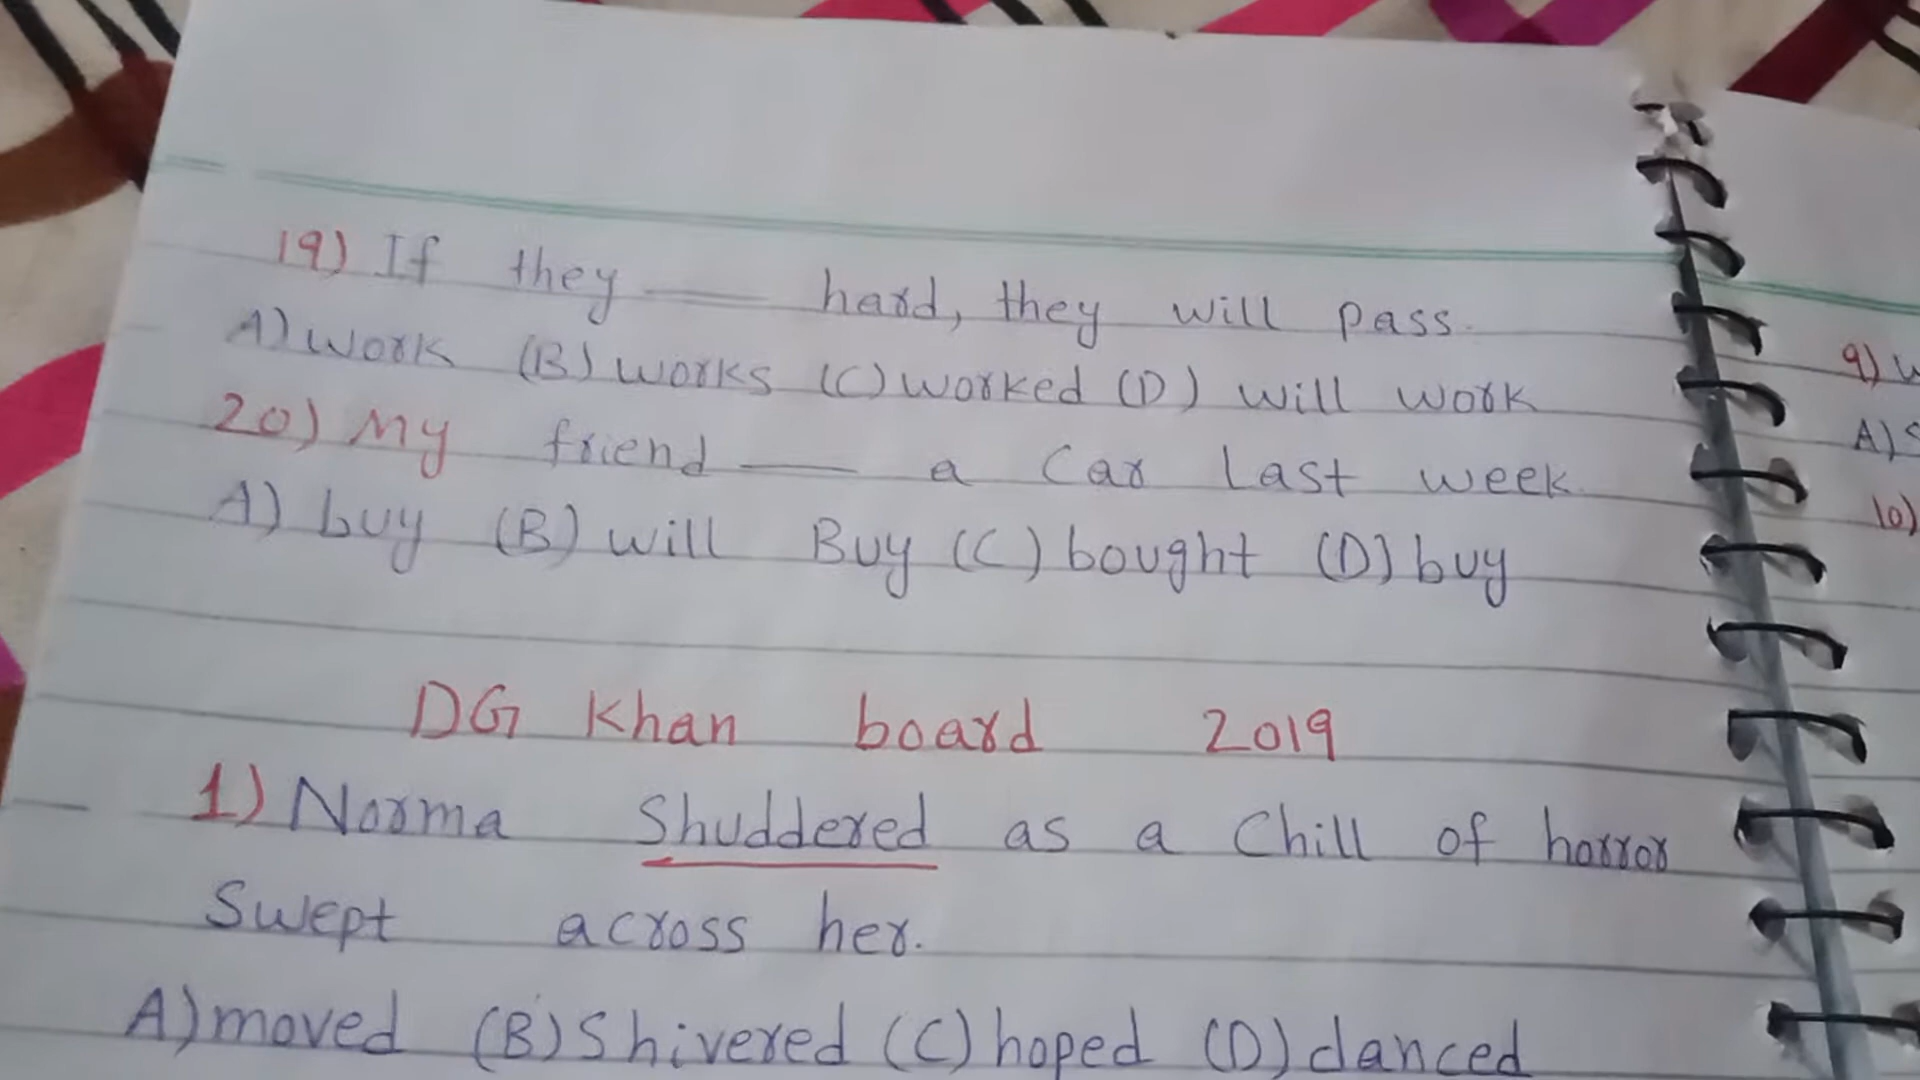 19) If they ___ hard, they will pass.
A) work (B) works (C) worked (D) will work
20) My friend ___ a Car Last week.
A) buy (B) will Buy (C) bought (D) buy
DG Khan board 2019
1) Norma Shuddered as a Chill of horror
Swept across her.
A) moved (B) Shivered (C) hoped (D) danced
9)
A)
10)